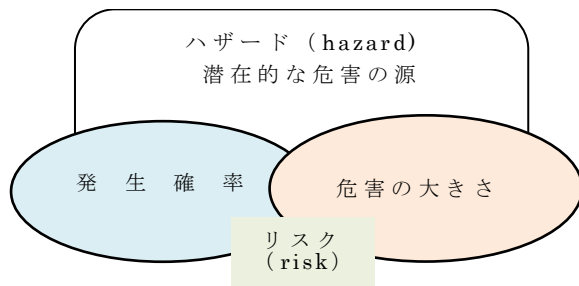 ハザード (hazard)
潜在的な危害の源
発生確率
危害の大きさ
リスク
(risk)